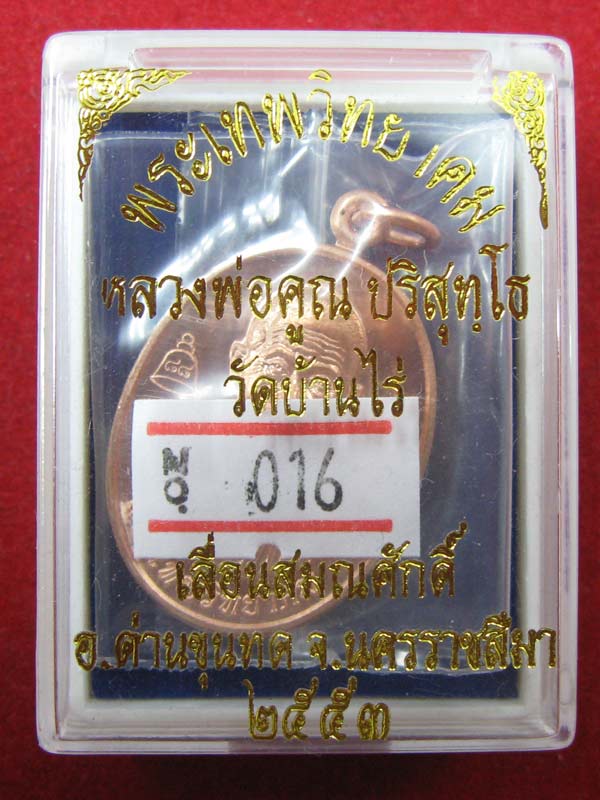 พระเทพวิทยาคม
หลวงพ่อคูณ ปริสุทฺโธ
วัดบ้านไร่
016
เลื่อนสมณศักดิ์
อ.ด่านขุนทด จ.นครราชสีมา
๒๕๕๓